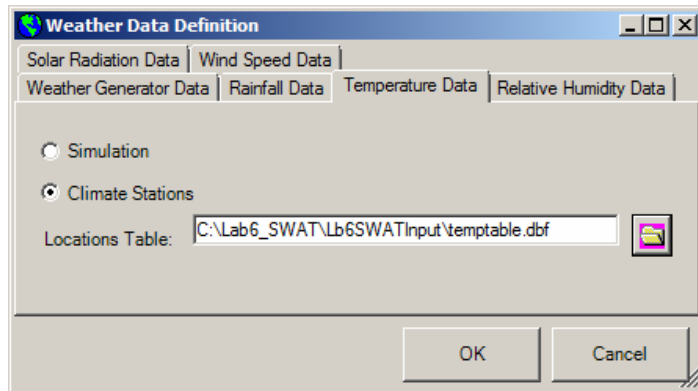 Weather Data Definition
Solar Radiation Data Wind Speed Data
Weather Generator Data Rainfall Data Temperature Data Relative Humidity Data
Simulation
Climate Stations
Locations Table: C:\Lab6_SWAT\Lb6SWATInput\temptable.dbf
OK Cancel